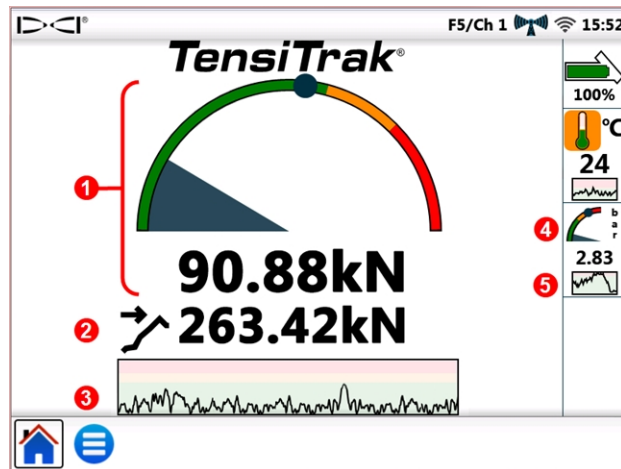 DCI®
F5/Ch 1
15:52
TensiTrak®
100%
1
°C
24
90.88kN
4
bar
2.83
2
263.42kN
5
3